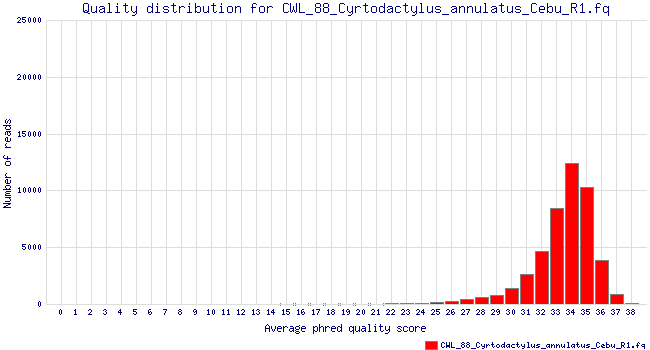 Quality distribution for CWL_88_Cyrtodactylus_annulatus_Cebu_R1.fq
25000
20000
15000
10000
5000
0
Number of reads
0 1 2 3 4 5 6 7 8 9 10 11 12 13 14 15 16 17 18 19 20 21 22 23 24 25 26 27 28 29 30 31 32 33 34 35 36 37 38
Average phred quality score
CWL_88_Cyrtodactylus_annulatus_Cebu_R1.fq